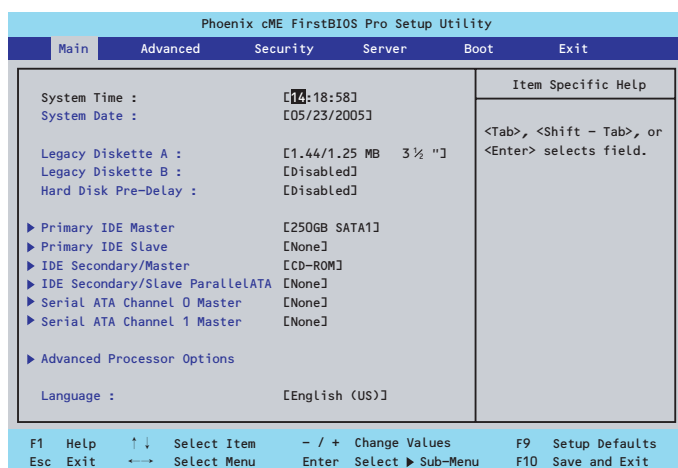 Phoenix cME FirstBIOS Pro Setup Utility
Main Advanced Security Server Boot Exit
Item Specific Help
System Time : [14:18:58]
System Date : [05/23/2005]
<Tab>, <Shift - Tab>, or
<Enter> selects field.
Legacy Diskette A : [1.44/1.25 MB 3½ "]
Legacy Diskette B : [Disabled]
Hard Disk Pre-Delay : [Disabled]
▶ Primary IDE Master [250GB SATA1]
▶ Primary IDE Slave [None]
▶ IDE Secondary/Master [CD-ROM]
▶ IDE Secondary/Slave ParallelATA [None]
▶ Serial ATA Channel 0 Master [None]
▶ Serial ATA Channel 1 Master [None]
▶ Advanced Processor Options
Language : [English (US)]
F1 Help ↑↓ Select Item - / + Change Values F9 Setup Defaults
Esc Exit ←→ Select Menu Enter Select ▶ Sub-Menu F10 Save and Exit